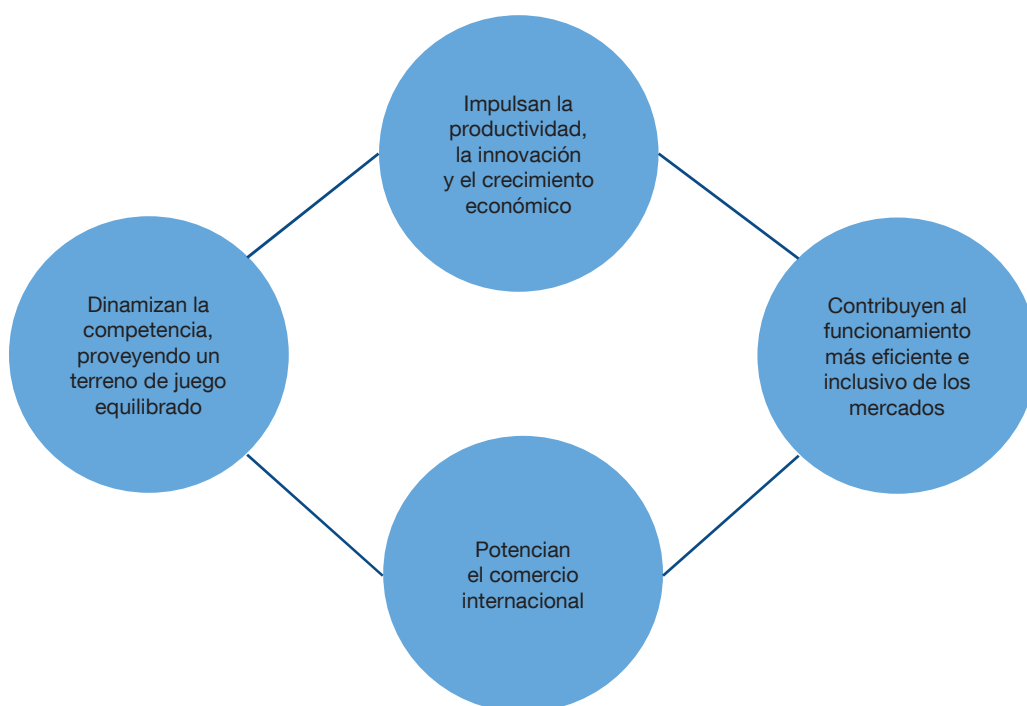 Impulsan la
productividad,
la innovación
y el crecimiento
económico
Dinamizan la
competencia,
proveyendo un
terreno de juego
equilibrado
Contribuyen al
funcionamiento
más eficiente e
inclusivo de los
mercados
Potencian
el comercio
internacional